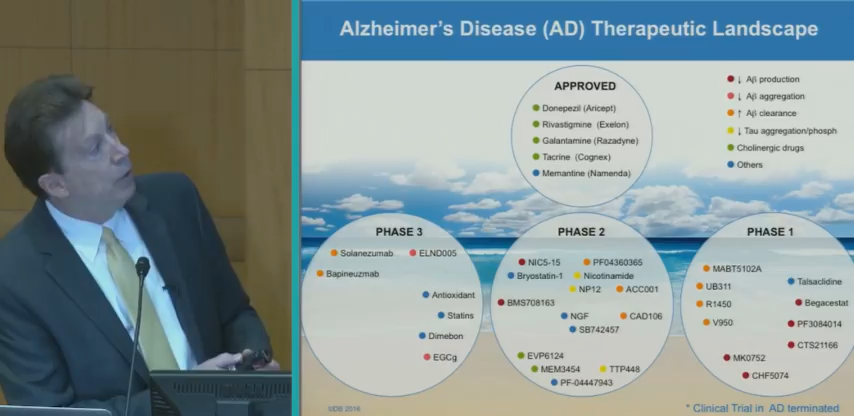 Alzheimer's Disease (AD) Therapeutic Landscape
APPROVED
Donepezil (Aricept)
Rivastigmine (Exelon)
Galantamine (Razadyne)
Tacrine (Cognex)
Memantine (Namenda)
↓ Aβ production
↓ Aβ aggregation
↑ Aβ clearance
↓ Tau aggregation/phosph
Cholinergic drugs
Others
PHASE 3
Solanezumab ELND005
Bapineuzmab
Antioxidant
Statins
Dimebon
EGCg
PHASE 2
NIC5-15 PF04360365
Bryostatin-1 Nicotinamide
NP12 ACC001
BMS708163
NGF CAD106
SB742457
EVP6124
MEM3454 TTP448
PF-04447943
PHASE 1
MABT5102A
Talsaclidine
UB311
R1450 Begacestat
V950 PF3084014
CTS21166
MK0752
CHF5074
2016
* Clinical Trial in AD terminated